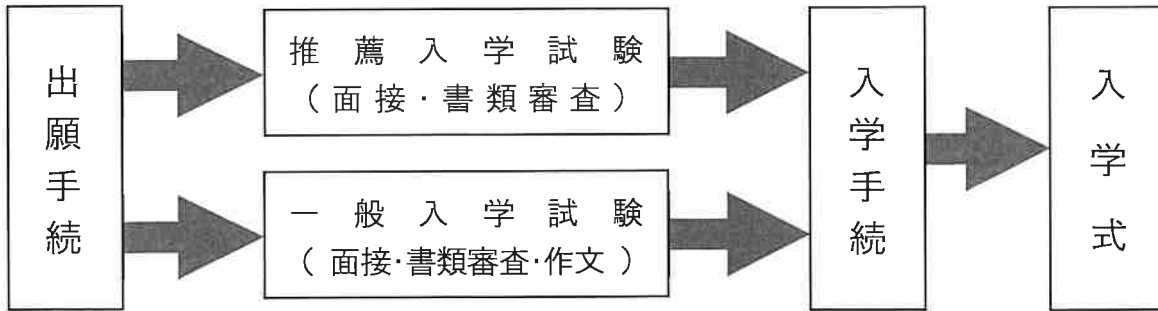 出願手続
推薦入学試験
(面接・書類審査)
一般入学試験
(面接・書類審査・作文)
入学手続
入学式